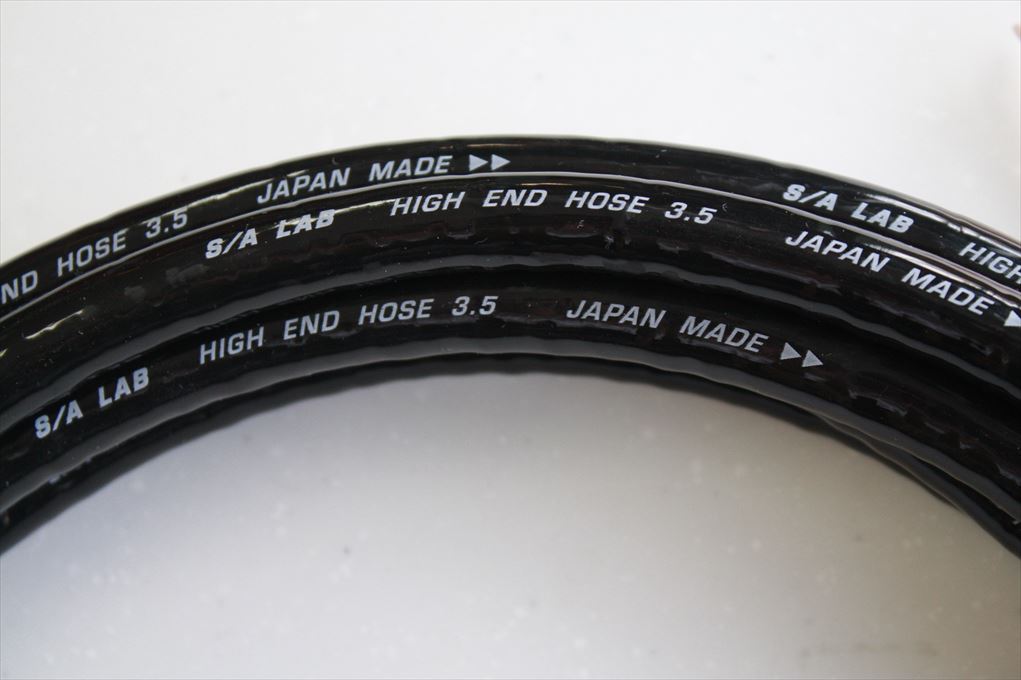 ND HOSE 3.5 JAPAN MADE ▶▶ S/A LAB HIGH
S/A LAB HIGH END HOSE 3.5 JAPAN MADE ▶
S/A LAB HIGH END HOSE 3.5 JAPAN MADE ▶▶